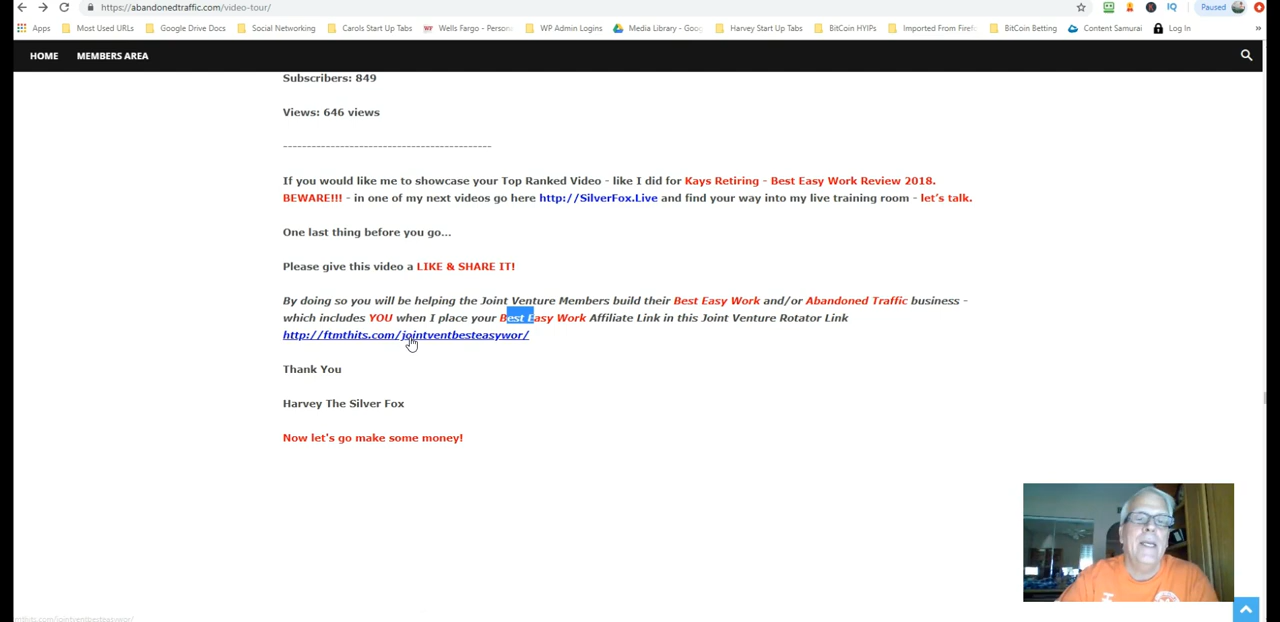 https://abandonedtraffic.com/video-tour/
Paused
Apps Most Used URLs Google Drive Docs Social Networking Carols Start Up Tabs Wells Fargo – Persona WP Admin Logins Media Library - Goog Harvey Start Up Tabs BitCoin HYIPs Imported From Firef BitCoin Betting Content Samurai Log In »
HOME MEMBERS AREA
Subscribers: 849
Views: 646 views
-------------------------------------------
If you would like me to showcase your Top Ranked Video - like I did for Kays Retiring - Best Easy Work Review 2018.
BEWARE!!! - in one of my next videos go here http://SilverFox.Live and find your way into my live training room - let's talk.
One last thing before you go...
Please give this video a LIKE & SHARE IT!
By doing so you will be helping the Joint Venture Members build their Best Easy Work and/or Abandoned Traffic business -
which includes YOU when I place your Best Easy Work Affiliate Link in this Joint Venture Rotator Link
http://ftmthits.com/jointventbesteasywor/
Thank You
Harvey The Silver Fox
Now let's go make some money!
mthits.com/jointventbesteasywor/